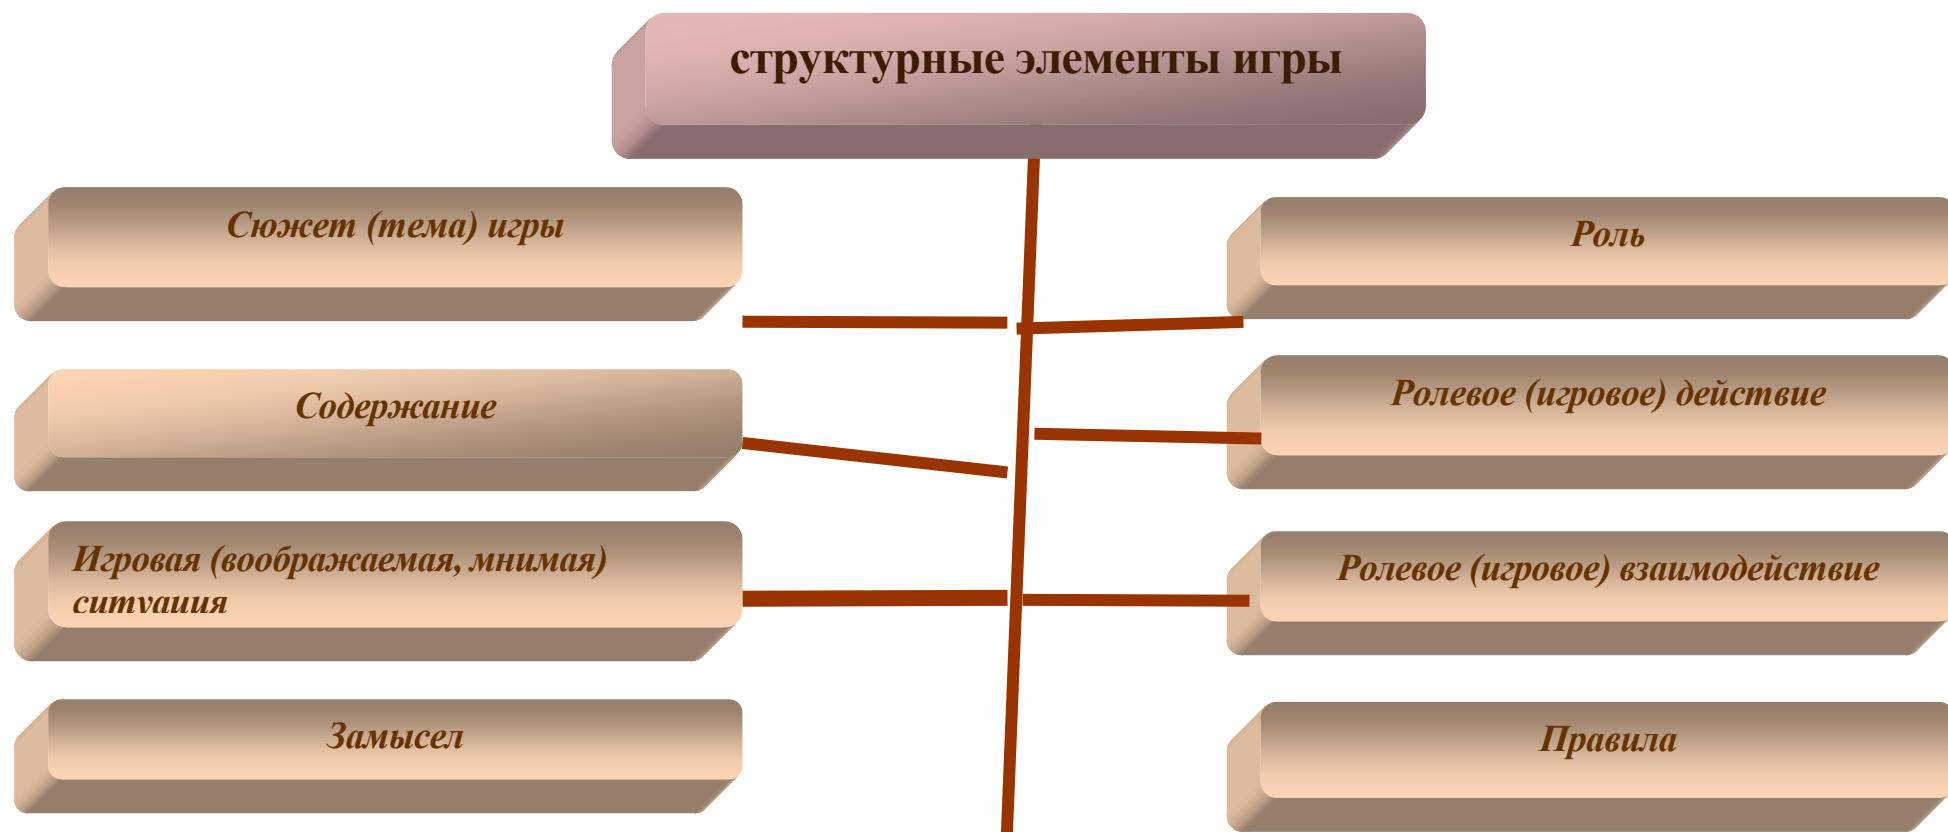 структурные элементы игры
Сюжет (тема) игры
Роль
Содержание
Ролевое (игровое) действие
Игровая (воображаемая, мнимая)
ситуация
Ролевое (игровое) взаимодействие
Замысел
Правила